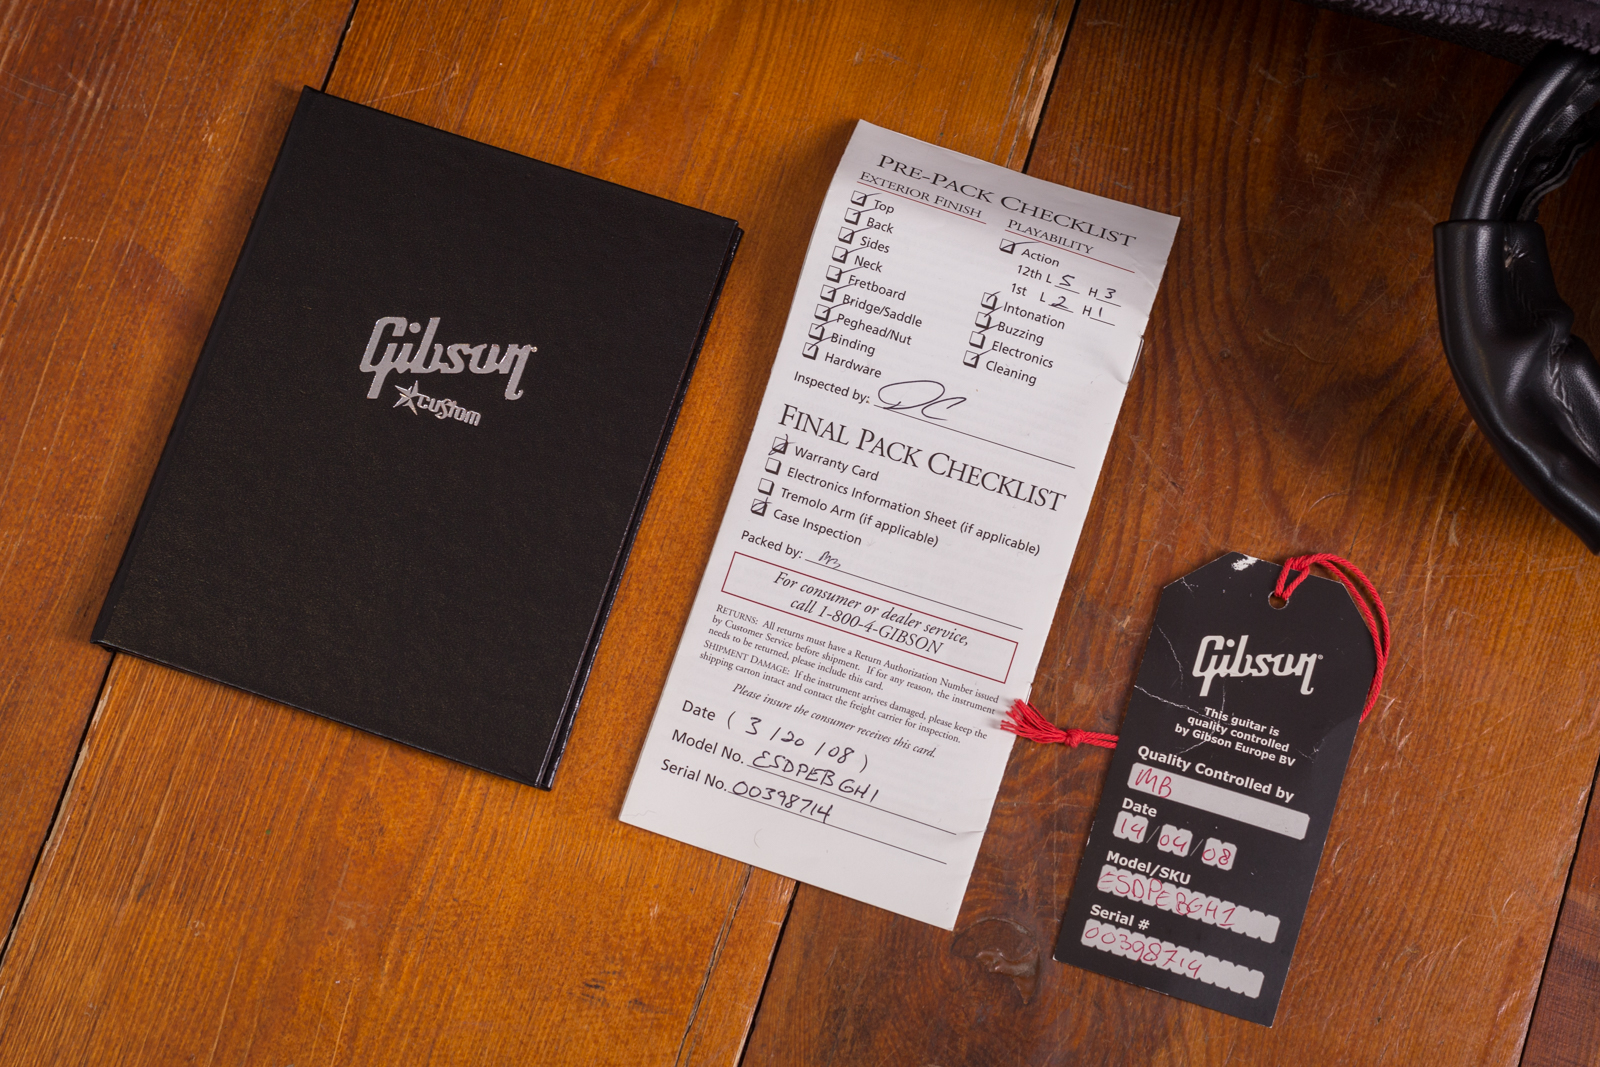 Gibson
custom
PRE-PACK CHECKLIST
EXTERIOR FINISH
Top
Back
Sides
Neck
Fretboard
Bridge/Saddle
Peghead/Nut
Binding
Hardware
PLAYABILITY
Action
12th L 5 H 3
1st L 2 H 1
Intonation
Buzzing
Electronics
Cleaning
Inspected by: DC
FINAL PACK CHECKLIST
Warranty Card
Electronics Information Sheet (if applicable)
Tremolo Arm (if applicable)
Case Inspection
Packed by:
For consumer or dealer service,
call 1-800-4-GIBSON
RETURNS: All returns must have a Return Authorization Number issued
by Customer Service before shipment. If for any reason, the instrument
needs to be returned, please include this card.
SHIPMENT DAMAGE: If the instrument arrives damaged, please keep the
shipping carton intact and contact the freight carrier for inspection.
Please insure the consumer receives this card.
Date ( 3 / 20 / 08 )
Model No. ESDPEBGH1
Serial No. 00398714
Gibson
This guitar is
quality controlled
by Gibson Europe BV
Quality Controlled by
MB
Date
14/04/08
Model/SKU
ESDPEBGH1
Serial #
00398714